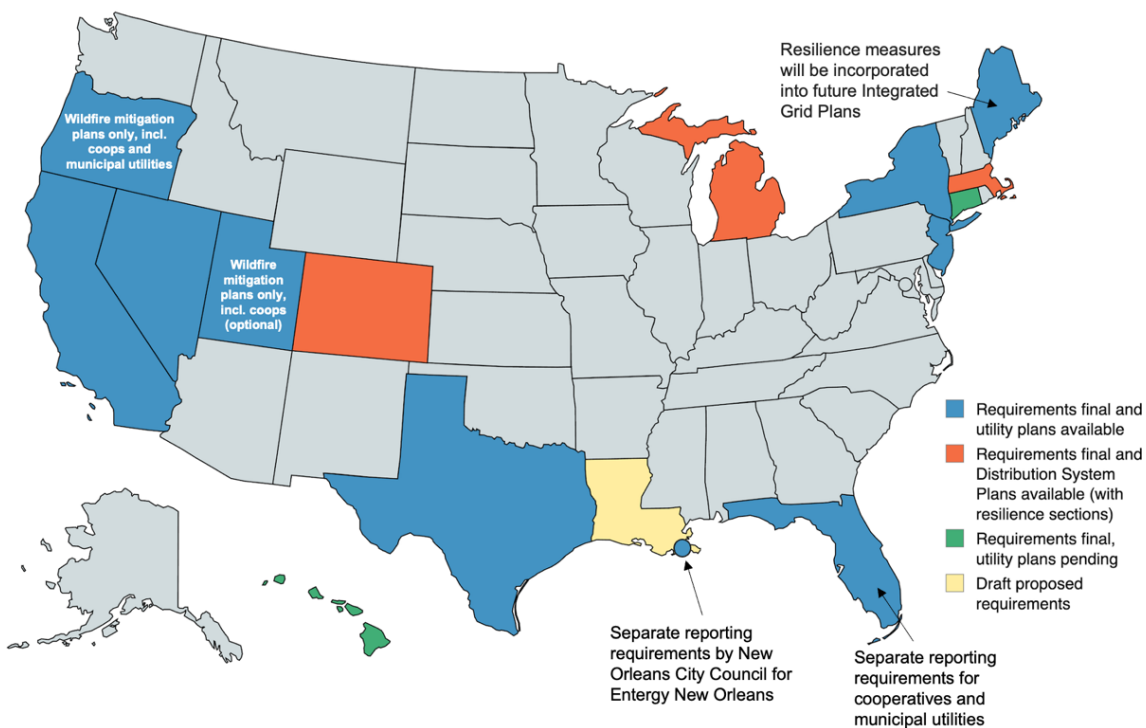 Resilience measures
will be incorporated
into future Integrated
Grid Plans
Wildfire mitigation
plans only, incl.
coops and
municipal utilities
Wildfire
mitigation
plans only,
incl. coops
(optional)
Requirements final and
utility plans available
Requirements final and
Distribution System
Plans available (with
resilience sections)
Requirements final,
utility plans pending
Draft proposed
requirements
Separate reporting
requirements by New
Orleans City Council for
Entergy New Orleans
Separate reporting
requirements for
cooperatives and
municipal utilities